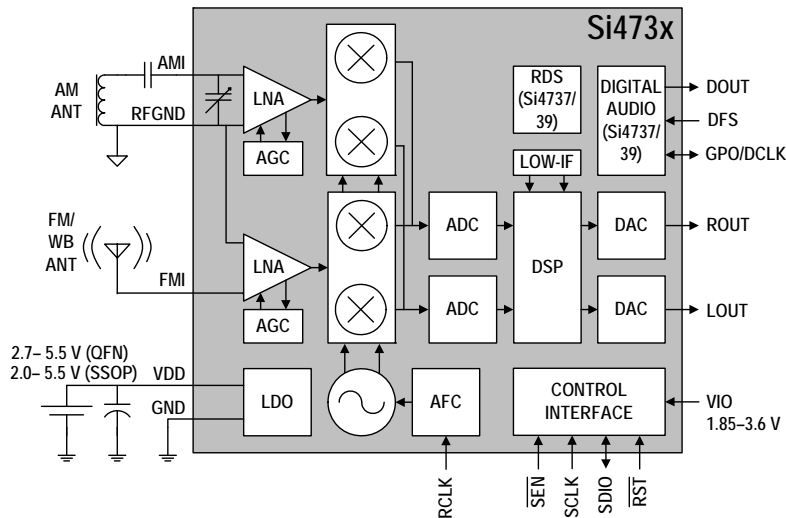 Si473x
AM
ANT
AMI
RFGND
LNA
AGC
RDS
(Si4737/
39)
DIGITAL
AUDIO
(Si4737/
39)
DOUT
DFS
GPO/DCLK
LOW-IF
FM/
WB
ANT
FMI
LNA
AGC
ADC
ADC
DSP
DAC
DAC
ROUT
LOUT
2.7– 5.5 V (QFN)
2.0– 5.5 V (SSOP)
VDD
GND
LDO
AFC
CONTROL
INTERFACE
VIO
1.85–3.6 V
RCLK
SEN
SCLK
SDIO
RST